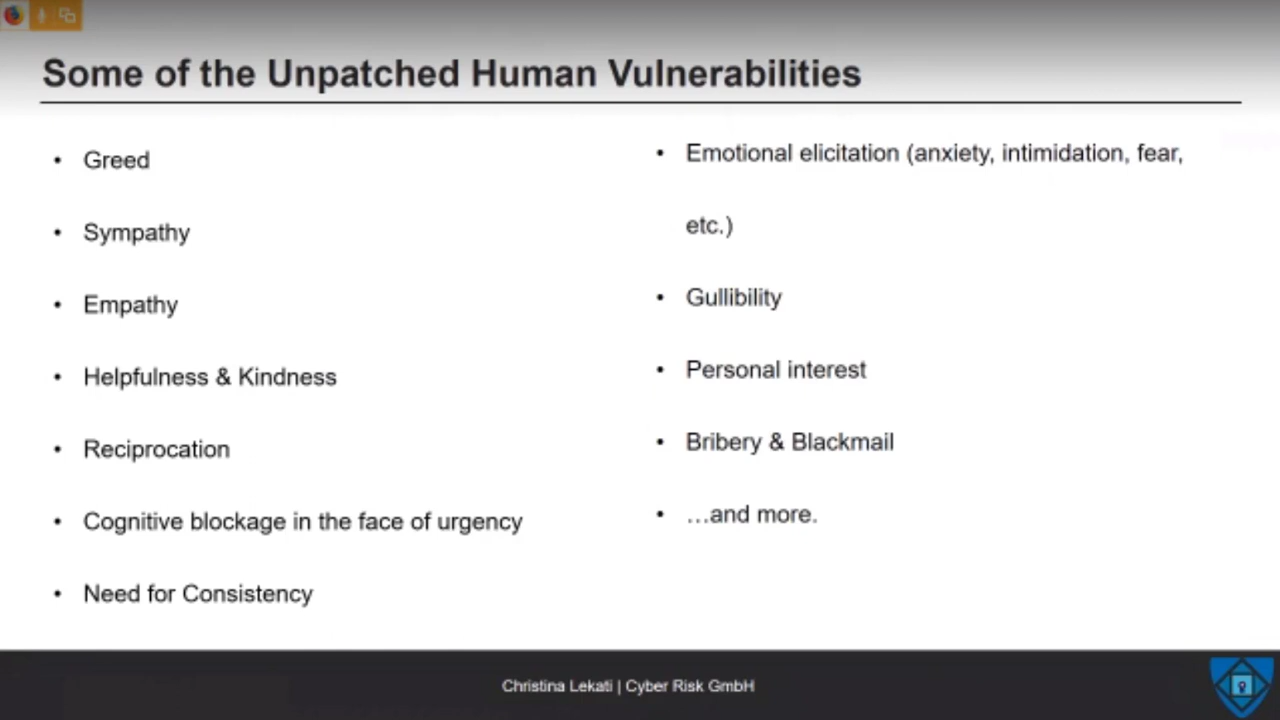 Some of the Unpatched Human Vulnerabilities
• Greed
• Sympathy
• Empathy
• Helpfulness & Kindness
• Reciprocation
• Cognitive blockage in the face of urgency
• Need for Consistency
• Emotional elicitation (anxiety, intimidation, fear,
etc.)
• Gullibility
• Personal interest
• Bribery & Blackmail
• …and more.
Christina Lekati | Cyber Risk GmbH